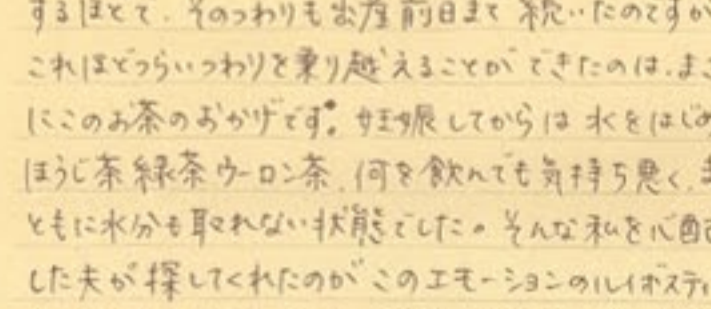 するほどで、そのつわりも出産前日まで続いたのですが
これほどつらいつわりを乗り越えることができたのは、まさ
にこのお茶のおかげです。妊娠してからは水をはじめ
ほうじ茶緑茶ウーロン茶、何を飲んでも気持ち悪く、ま
ともに水分も取れない状態でした。そんな私を心配
した夫が探してくれたのがこのエモーションのルイボスティ